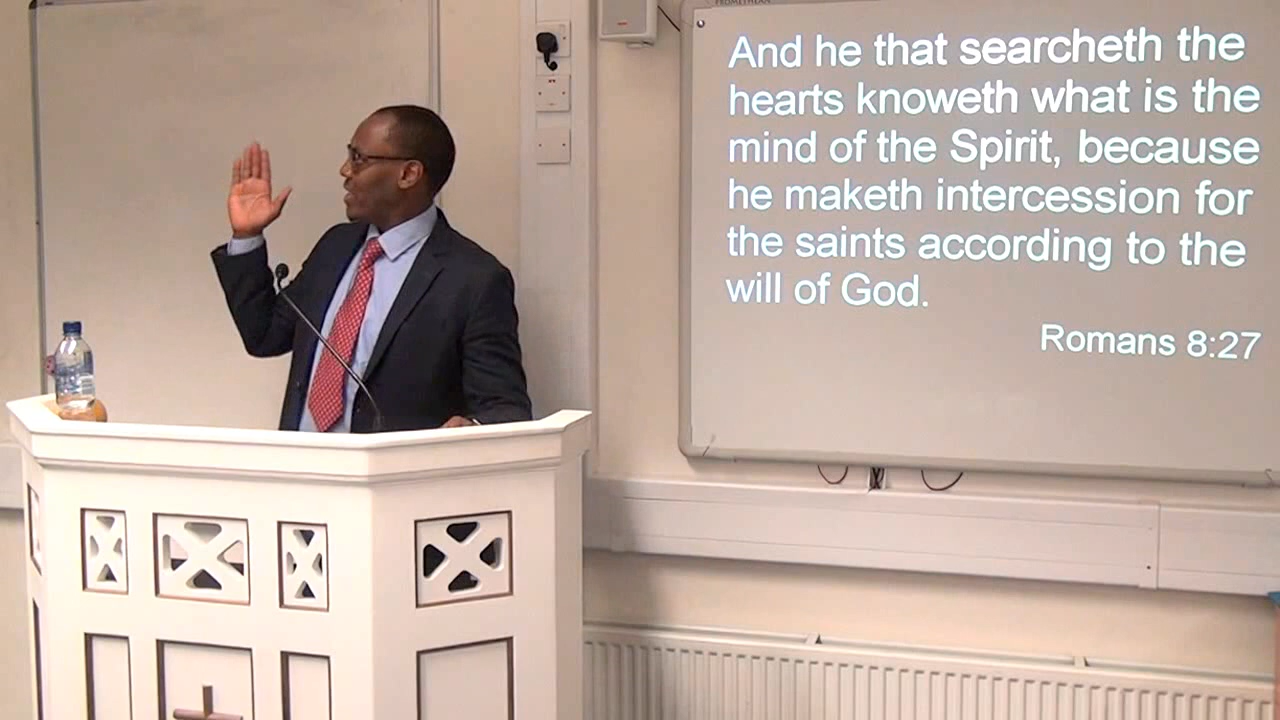 PROMETHEAN
And he that searcheth the
hearts knoweth what is the
mind of the Spirit, because
he maketh intercession for
the saints according to the
will of God.
Romans 8:27